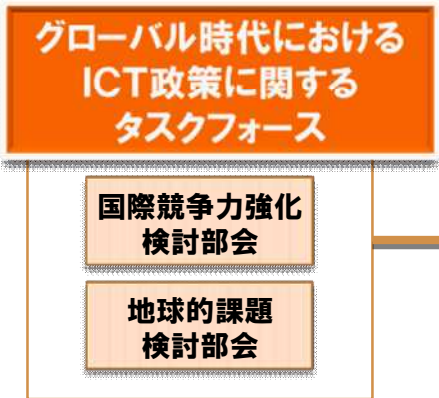 グローバル時代における
ICT政策に関する
タスクフォース
国際競争力強化
検討部会
地球的課題
検討部会